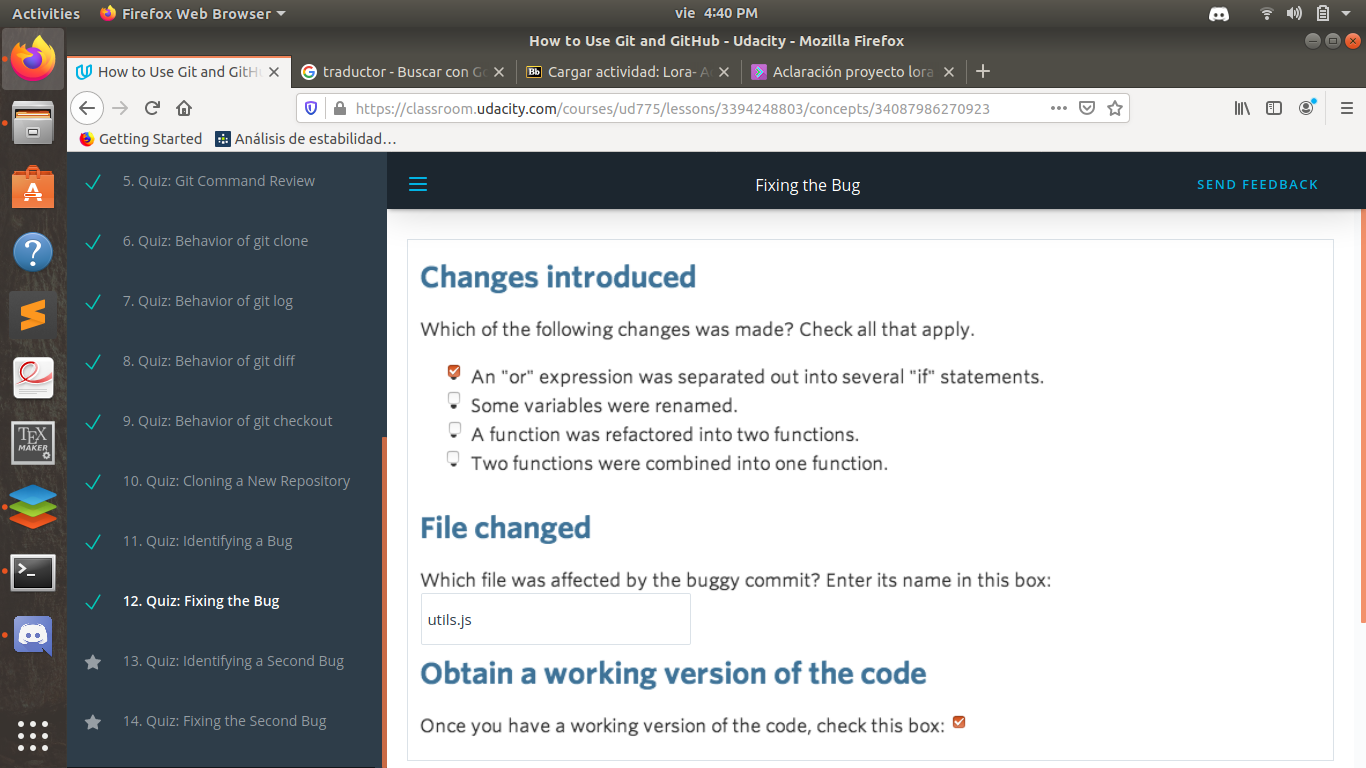 Activities
Firefox Web Browser
vie 4:40 PM
How to Use Git and GitHub - Udacity - Mozilla Firefox
How to Use Git and GitH
traductor - Buscar con Go
Bb Cargar actividad: Lora- A
Aclaración proyecto lora
https://classroom.udacity.com/courses/ud775/lessons/3394248803/concepts/34087986270923
Getting Started
Análisis de estabilidad…
5. Quiz: Git Command Review
6. Quiz: Behavior of git clone
7. Quiz: Behavior of git log
8. Quiz: Behavior of git diff
9. Quiz: Behavior of git checkout
10. Quiz: Cloning a New Repository
11. Quiz: Identifying a Bug
12. Quiz: Fixing the Bug
13. Quiz: Identifying a Second Bug
14. Quiz: Fixing the Second Bug
TEX
MAKER
Fixing the Bug
SEND FEEDBACK
Changes introduced
Which of the following changes was made? Check all that apply.
An "or" expression was separated out into several "if" statements.
Some variables were renamed.
A function was refactored into two functions.
Two functions were combined into one function.
File changed
Which file was affected by the buggy commit? Enter its name in this box:
utils.js
Obtain a working version of the code
Once you have a working version of the code, check this box: